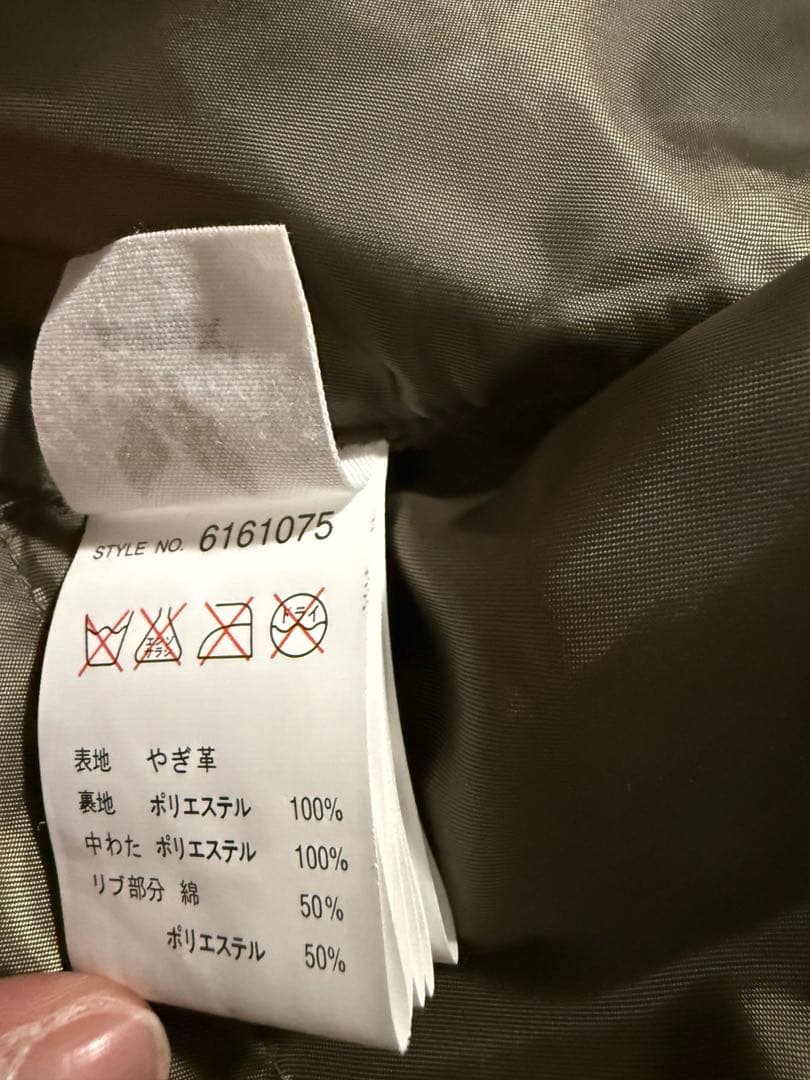 STYLE NO. 6161075
エンソ サラシ ドライ
表地 やぎ革
裏地 ポリエステル 100%
中わた ポリエステル 100%
リブ部分 綿 50%
ポリエステル 50%